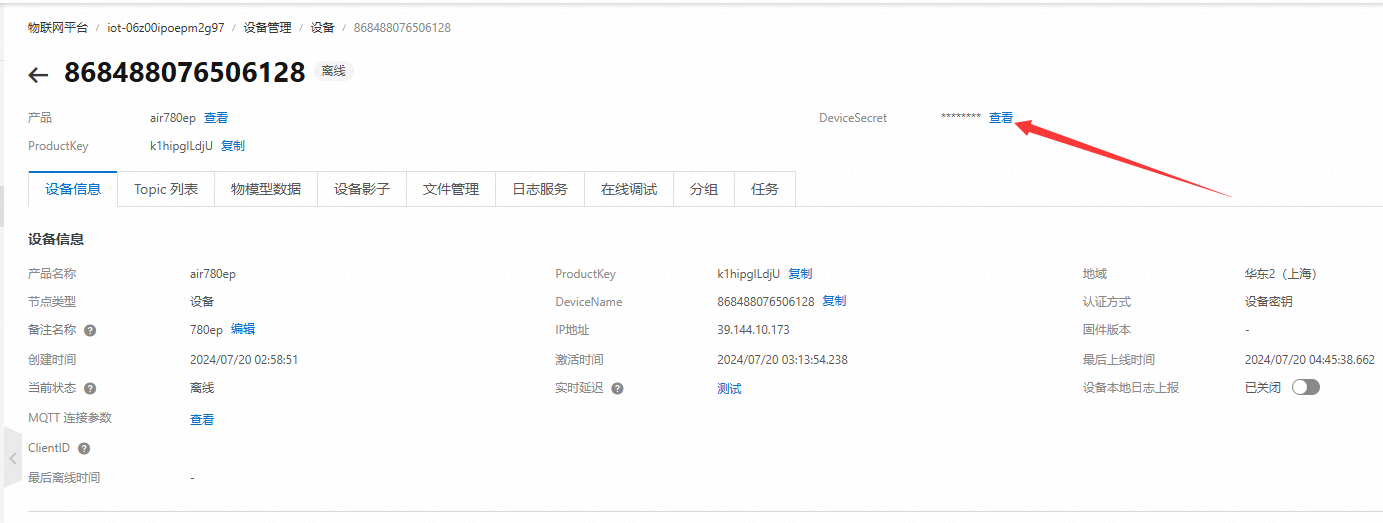 物联网平台 / iot-06z00ipoepm2g97 / 设备管理 / 设备 / 868488076506128
868488076506128 离线
产品 air780ep 查看 DeviceSecret ******** 查看
ProductKey k1hipglLdjU 复制
设备信息 Topic 列表 物模型数据 设备影子 文件管理 日志服务 在线调试 分组 任务
设备信息
产品名称 air780ep ProductKey k1hipglLdjU 复制 地域 华东2（上海）
节点类型 设备 DeviceName 868488076506128 复制 认证方式 设备密钥
备注名称 ? 780ep 编辑 IP地址 39.144.10.173 固件版本 -
创建时间 2024/07/20 02:58:51 激活时间 2024/07/20 03:13:54.238 最后上线时间 2024/07/20 04:45:38.662
当前状态 ? 离线 实时延迟 ? 测试 设备本地日志上报 已关闭
MQTT 连接参数 查看
ClientID ?
最后离线时间 -